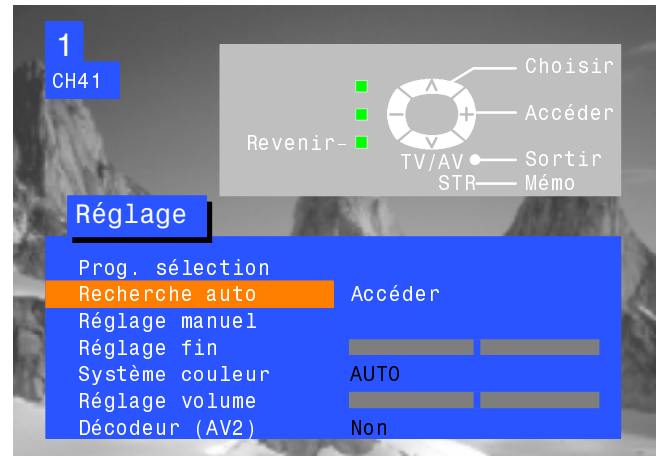 1
CH41
Choisir
Accéder
Revenir
TV/AV Sortir
STR Mémo
Réglage
Prog. sélection
Recherche auto Accéder
Réglage manuel
Réglage fin
Système couleur AUTO
Réglage volume
Décodeur (AV2) Non